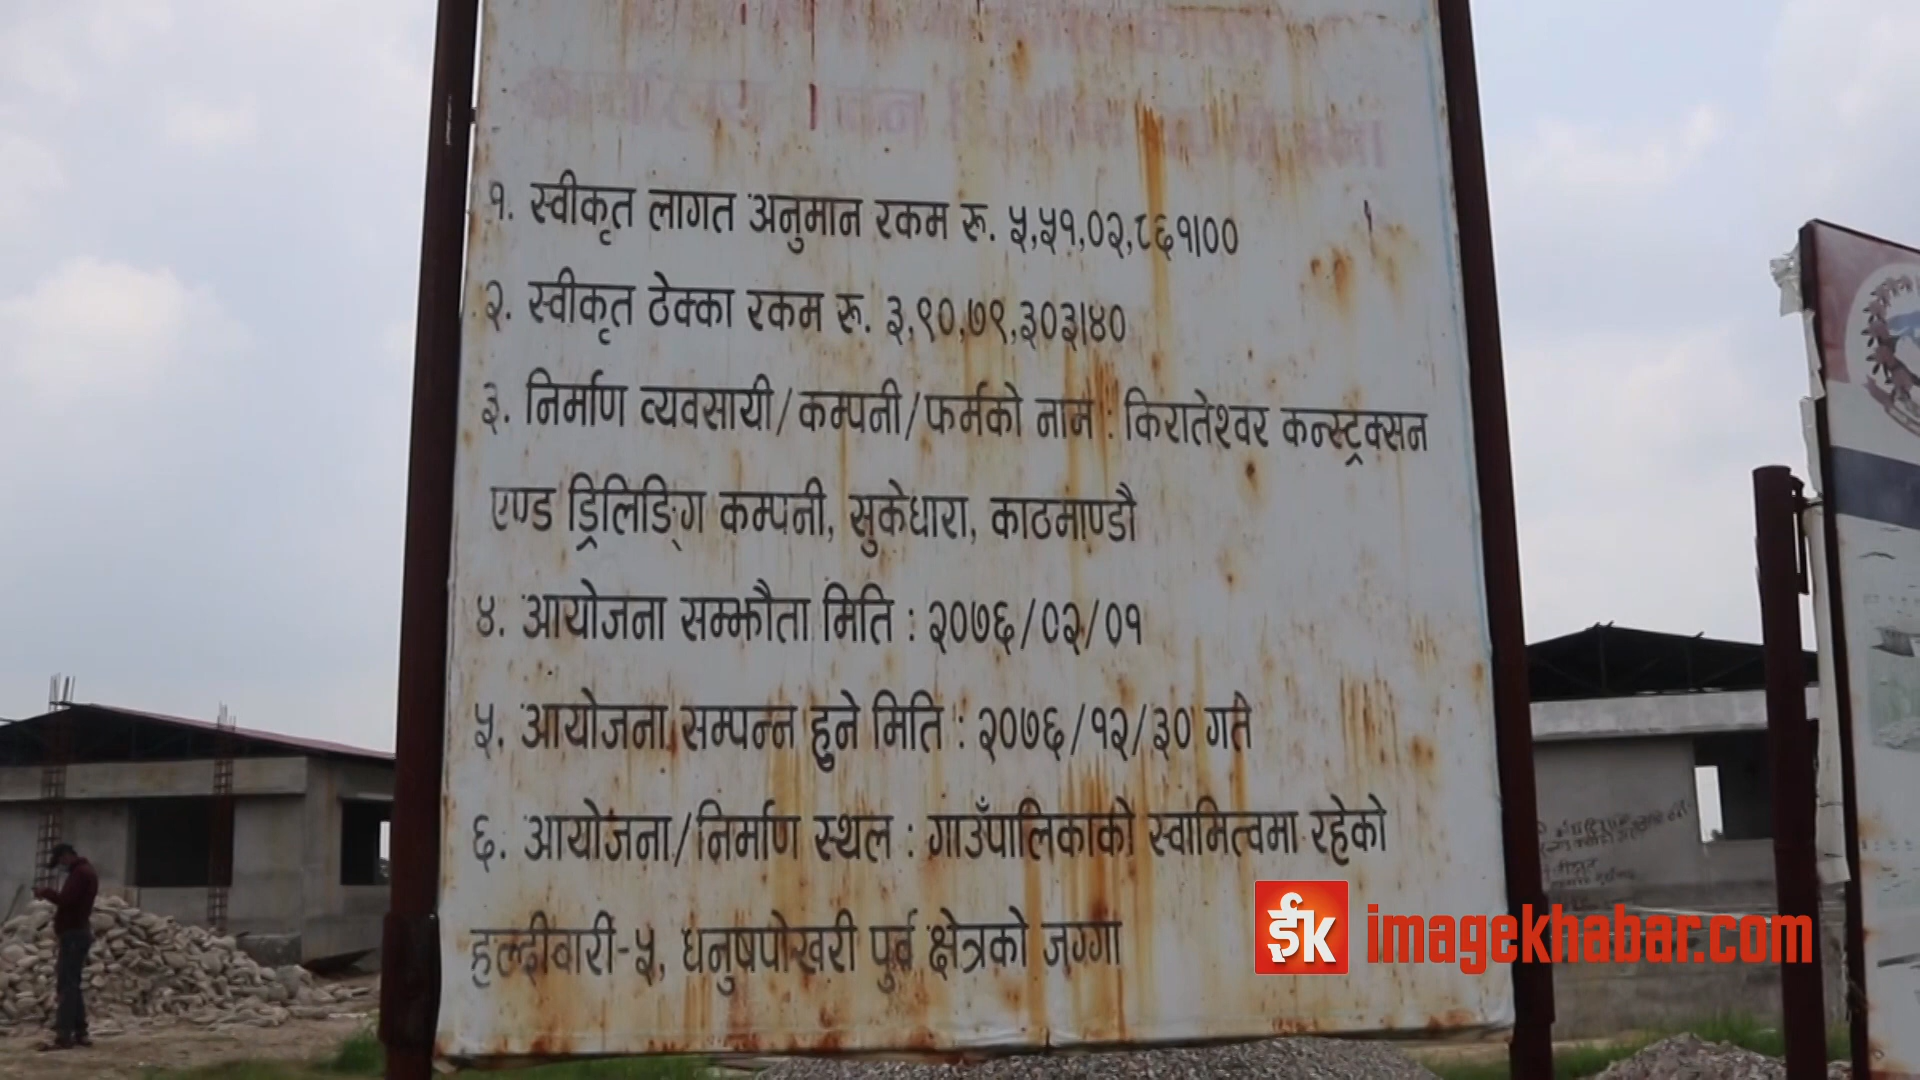 १. स्वीकृत लागत अनुमान रकम रू. ५,५१,०२,८६१।००
२. स्वीकृत ठेक्का रकम रू. ३,९०,७९,३०३।४०
३. निर्माण व्यवसायी/कम्पनी/फर्मको नाम : किरातेश्वर कन्स्ट्रक्सन
एण्ड ड्रिलिङ्गि कम्पनी, सुकेधारा, काठमाण्डौ
४. आयोजना सम्झौता मिति : २०७६/०२/०१
५. आयोजना सम्पन्न हुने मिति : २०७६/१२/३० गते
६. आयोजना/निर्माण स्थल : गाउँपालिकाको स्वामित्वमा रहेको
हल्दीवारी-५, धनुषपोखरी पुर्व क्षेत्रको जग्गा
ईk imagekhabar.com